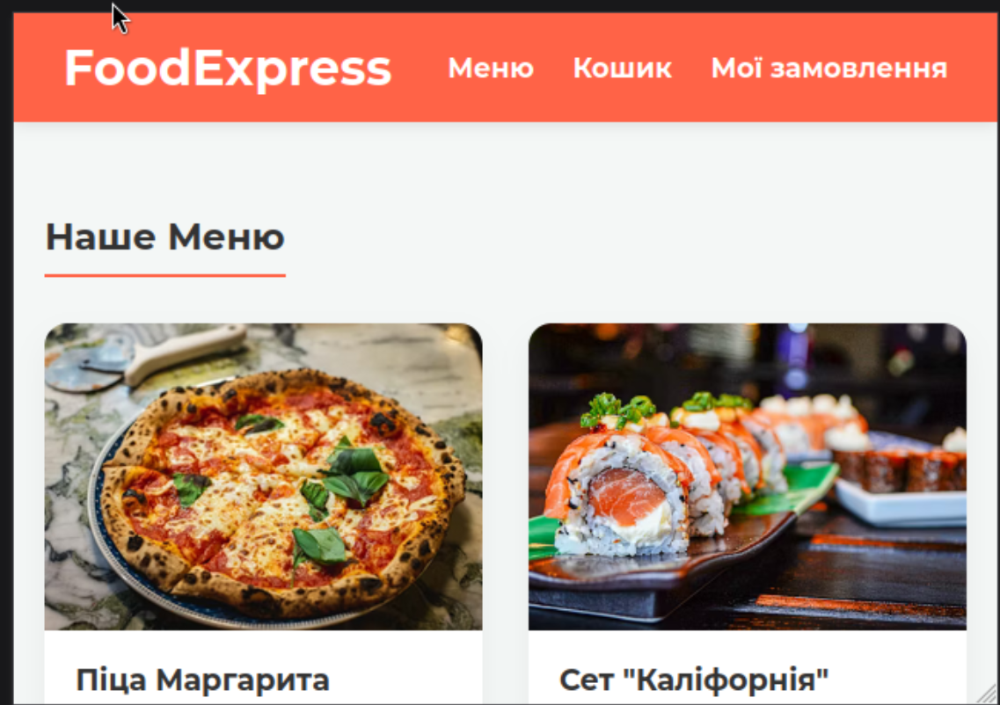 FoodExpress Меню Кошик Мої замовлення
Наше Меню
Піца Маргарита
Сет "Каліфорнія"